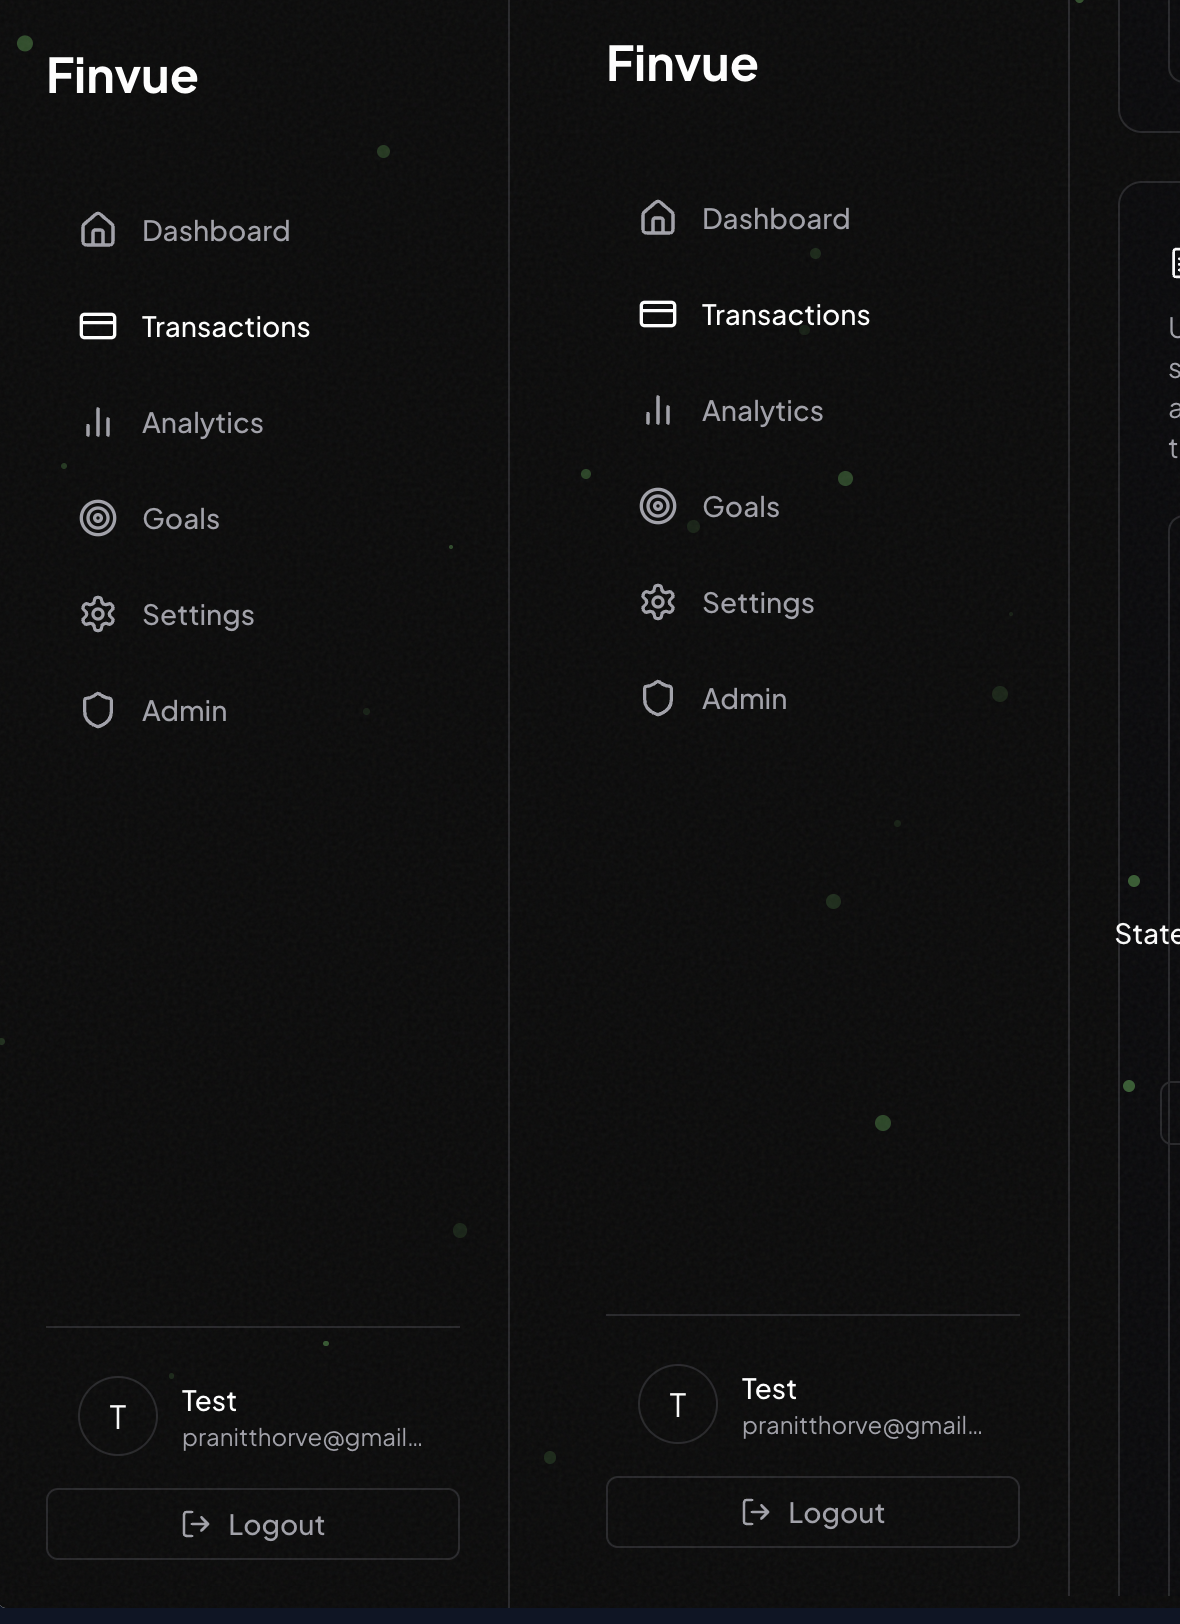 Finvue
Dashboard
Transactions
Analytics
Goals
Settings
Admin
T
Test
pranitthorve@gmail...
Logout
Finvue
Dashboard
Transactions
Analytics
Goals
Settings
Admin
T
Test
pranitthorve@gmail...
Logout